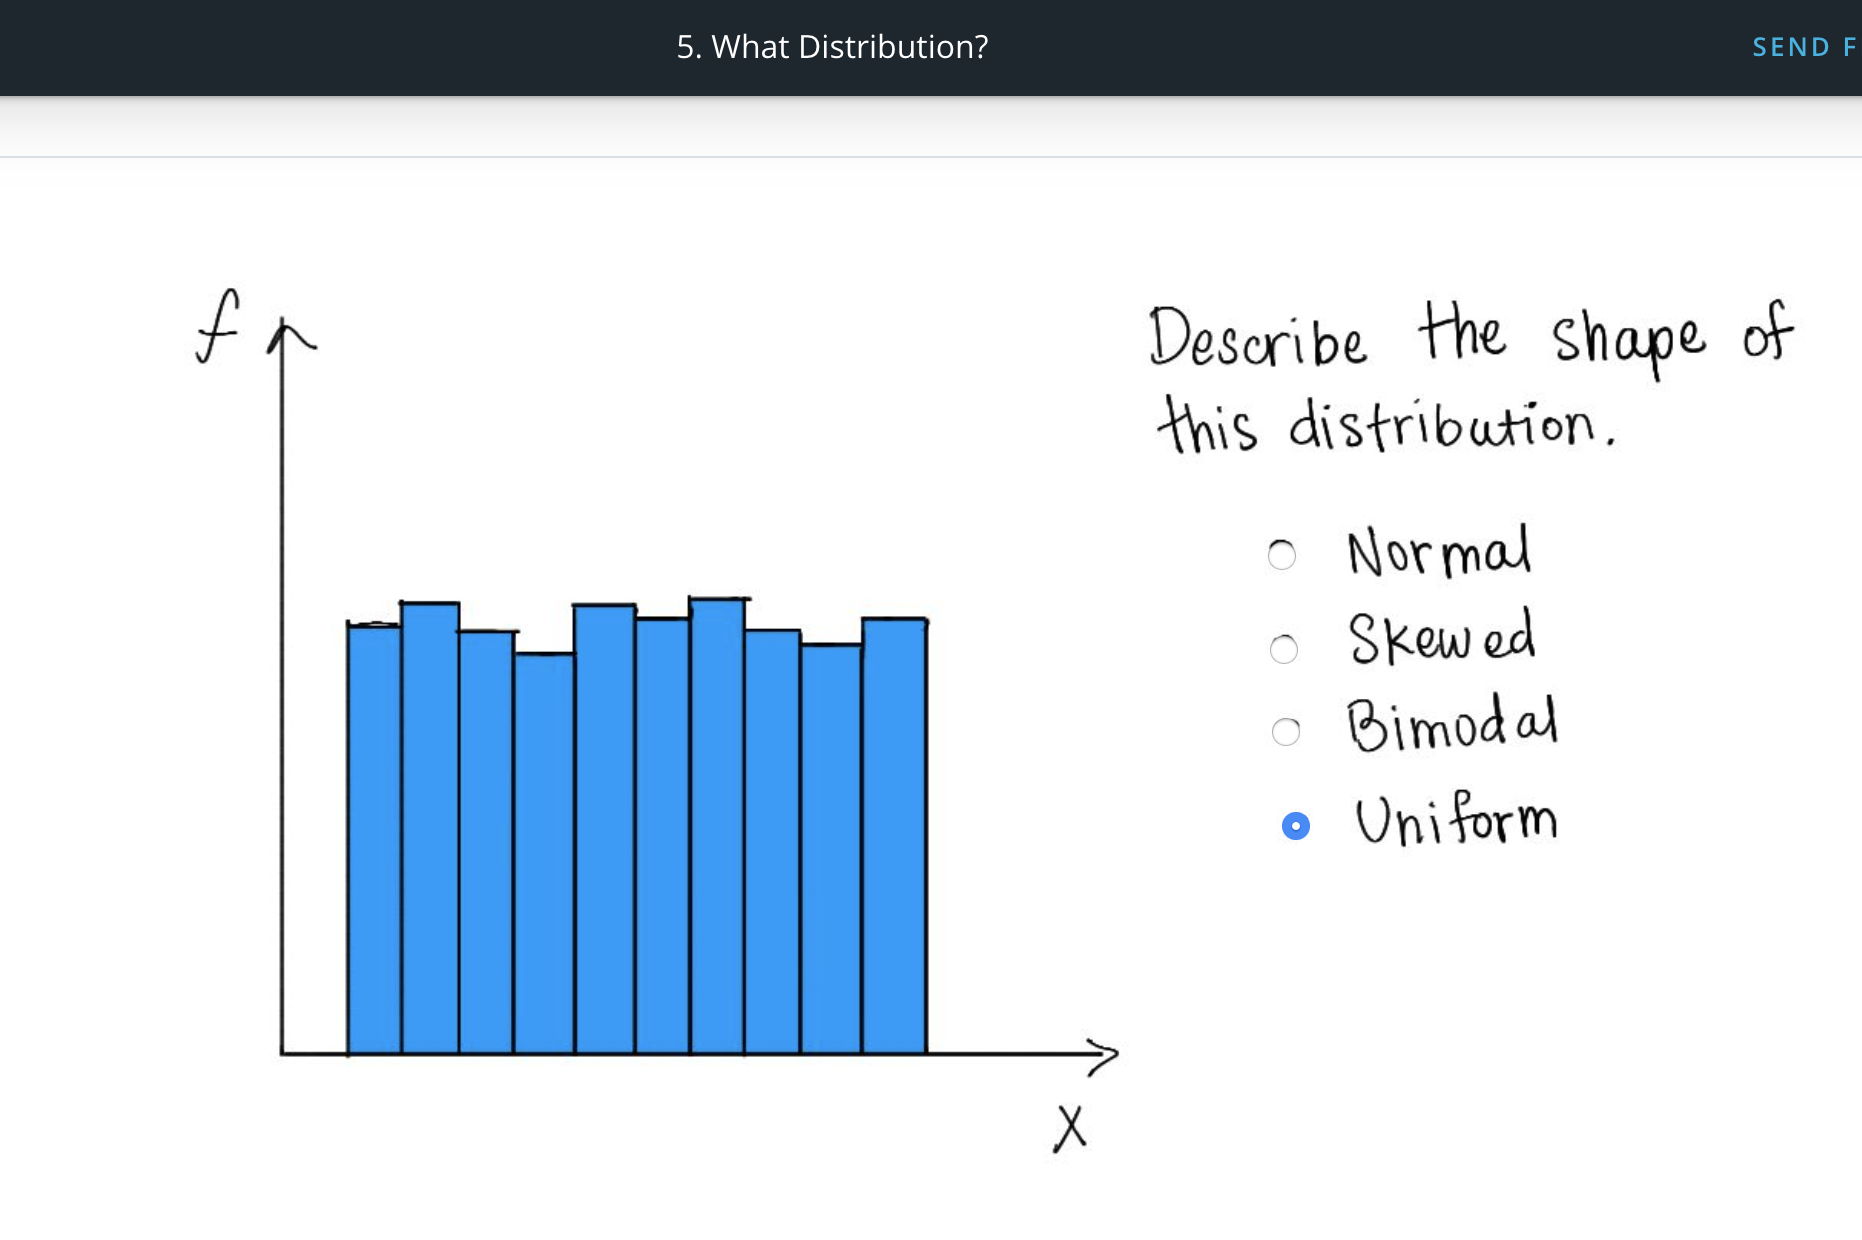 5. What Distribution?
SEND F
f
Describe the shape of
this distribution.
Normal
Skewed
Bimodal
Uniform
X